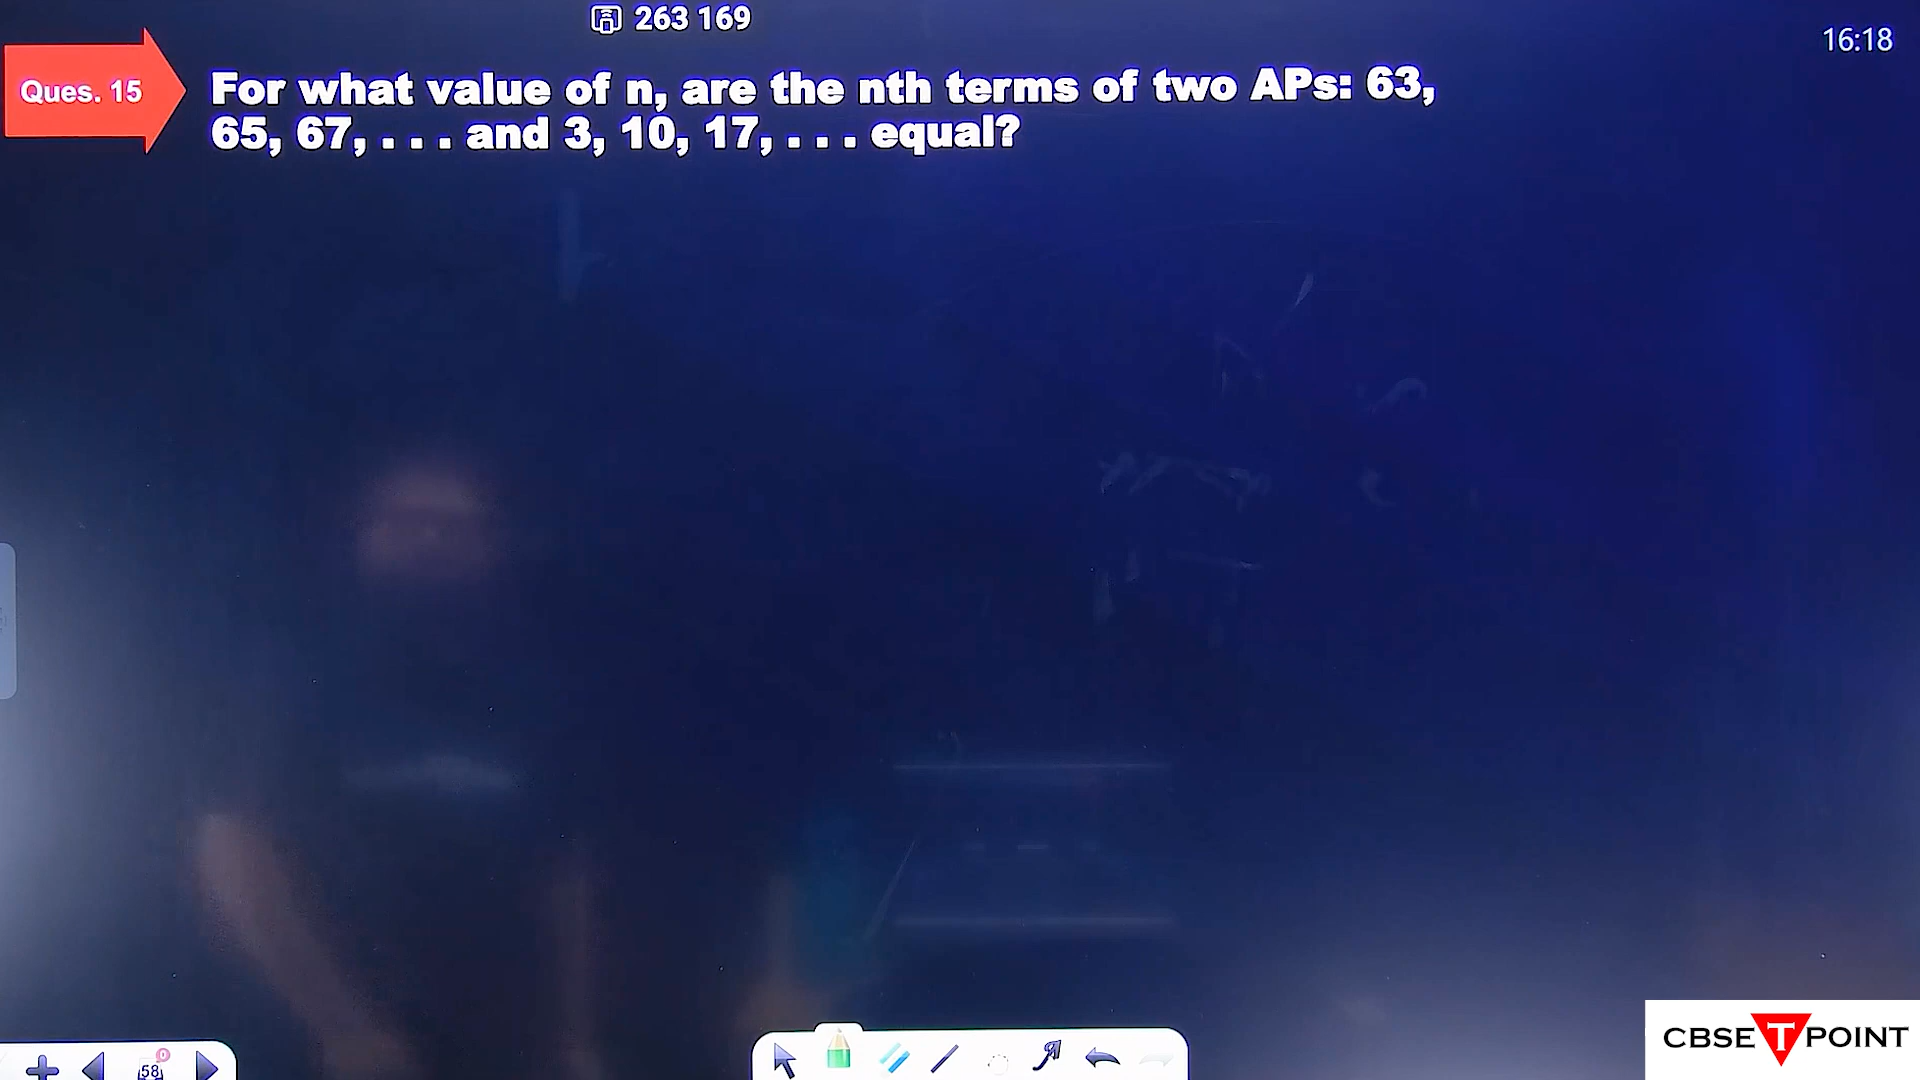 263 169
16:18
Ques. 15
For what value of n, are the nth terms of two APs: 63,
65, 67, . . . and 3, 10, 17, . . . equal?
58
0
CBSE T POINT